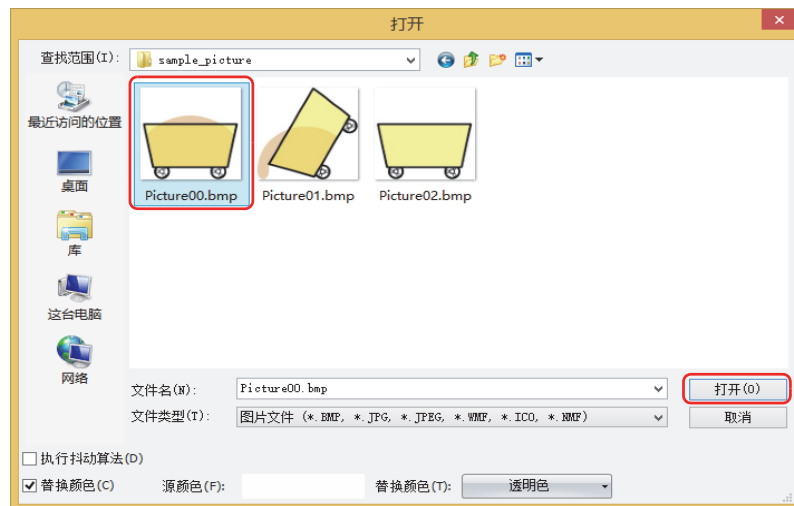 打开
查找范围(I):
sample_picture
最近访问的位置
桌面
库
这台电脑
网络
Picture00.bmp
Picture01.bmp
Picture02.bmp
文件名(N):
Picture00.bmp
打开(O)
文件类型(T):
图片文件 (*.BMP, *.JPG, *.JPEG, *.WMF, *.ICO, *.NMF)
取消
执行抖动算法(D)
替换颜色(C)
源颜色(F):
替换颜色(T):
透明色